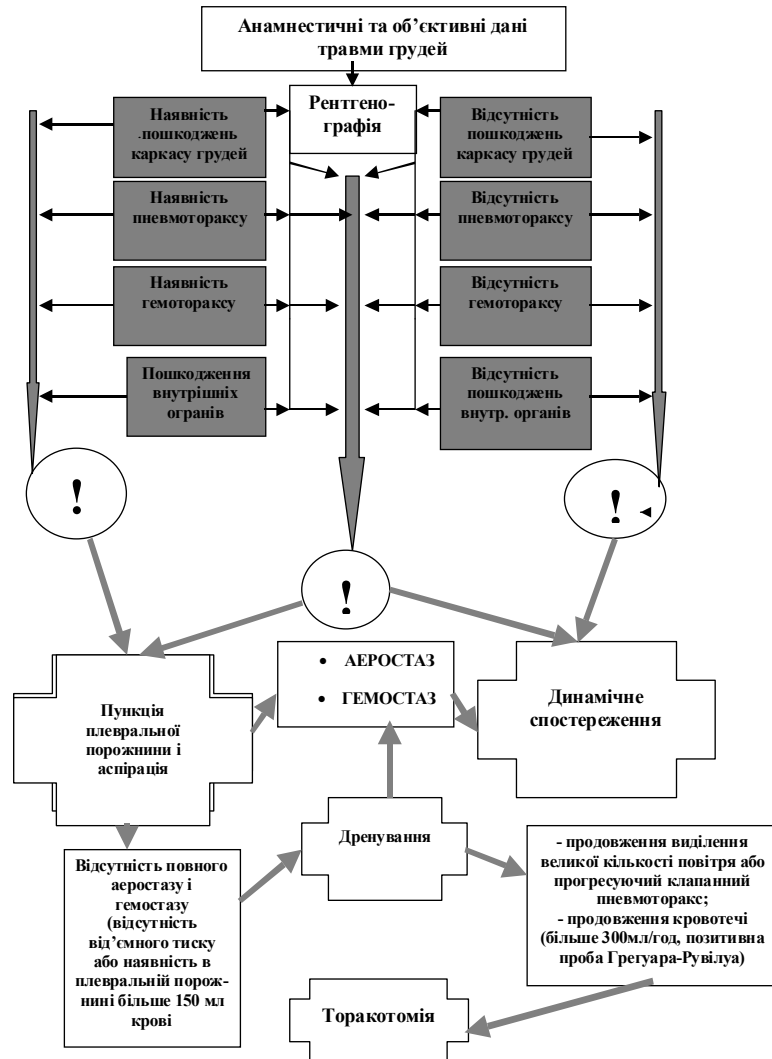 Анамнестичні та об’єктивні дані
травми грудей
Рентгено-
графія
Наявність
пошкоджень
каркасу грудей
Відсутність
пошкоджень
каркасу грудей
Наявність
пневмотораксу
Відсутність
пневмотораксу
Наявність
гемотораксу
Відсутність
гемотораксу
Пошкодження
внутрішніх
огранів
Відсутність
пошкоджень
внутр. органів
!
!
!
• АЕРОСТАЗ
• ГЕМОСТАЗ
Пункція
плевральної
порожнини і
аспірація
Динамічне
спостереження
Дренування
Відсутність повного
аеростазу і
гемостазу
(відсутність
від’ємного тиску
або наявність в
плевральній порож-
нині більше 150 мл
крові
- продовження виділення
великої кількості повітря або
прогресуючий клапанний
пневмоторакс;
- продовження кровотечі
(більше 300мл/год, позитивна
проба Грегуара-Рувілуа)
Торакотомія